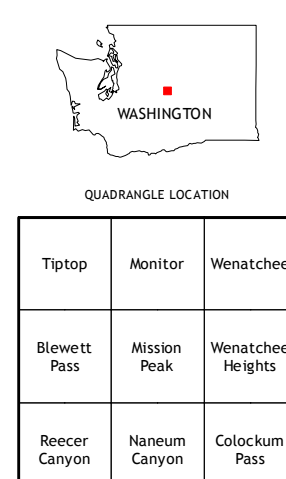 WASHINGTON
QUADRANGLE LOCATION
Tiptop Monitor Wenatchee
Blewett Pass Mission Peak Wenatchee Heights
Reecer Canyon Naneum Canyon Colockum Pass